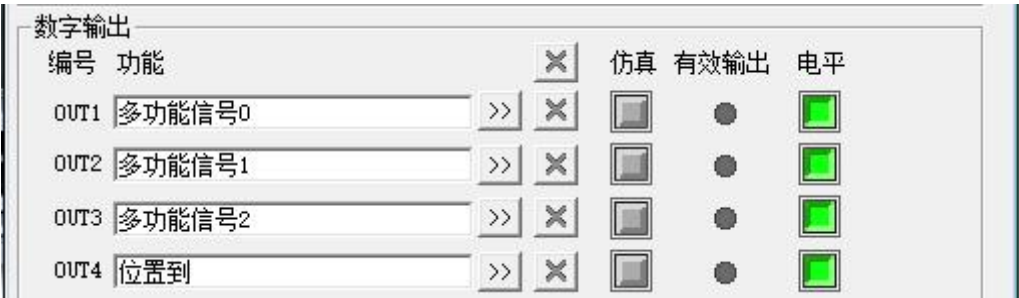 数字输出
编号 功能 仿真 有效输出 电平
OUT1 多功能信号0 >>
OUT2 多功能信号1 >>
OUT3 多功能信号2 >>
OUT4 位置到 >>